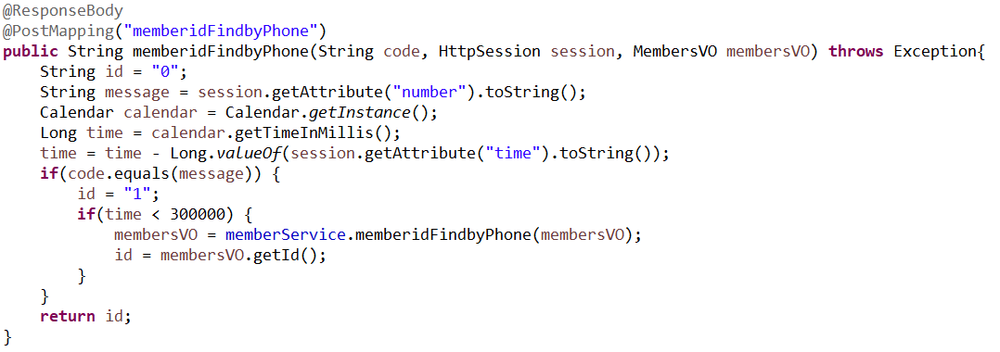 @ResponseBody
@PostMapping("memberidFindbyPhone")
public String memberidFindbyPhone(String code, HttpSession session, MembersVO membersVO) throws Exception{
    String id = "0";
    String message = session.getAttribute("number").toString();
    Calendar calendar = Calendar.getInstance();
    Long time = calendar.getTimeInMillis();
    time = time - Long.valueOf(session.getAttribute("time").toString());
    if(code.equals(message)) {
        id = "1";
        if(time < 300000) {
            membersVO = memberService.memberidFindbyPhone(membersVO);
            id = membersVO.getId();
        }
    }
    return id;
}